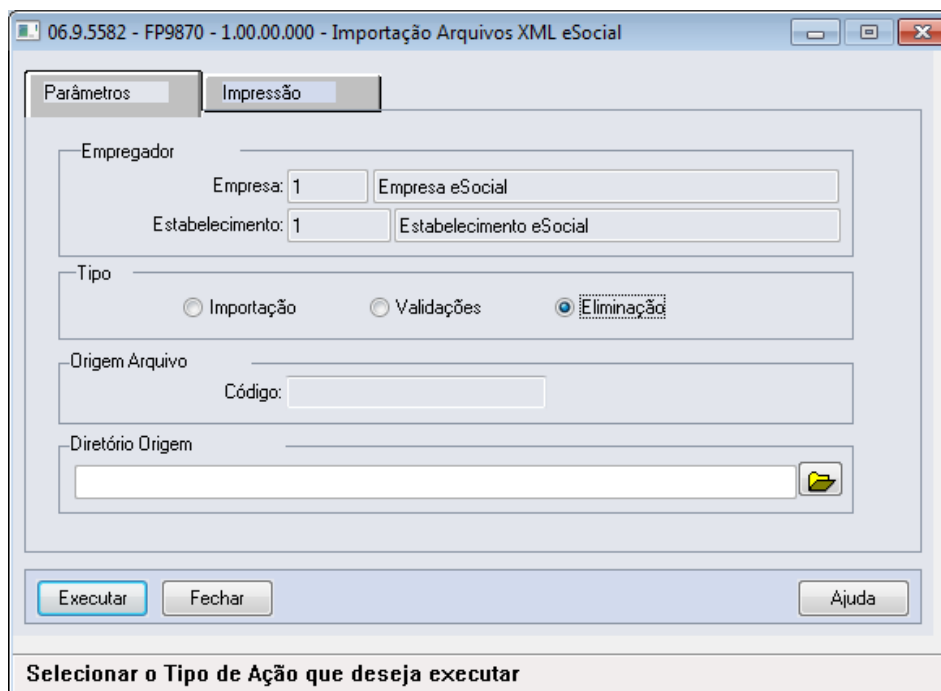 06.9.5582 - FP9870 - 1.00.00.000 - Importação Arquivos XML eSocial
Parâmetros Impressão
Empregador
Empresa: 1 Empresa eSocial
Estabelecimento: 1 Estabelecimento eSocial
Tipo
Importação Validações Eliminação
Origem Arquivo
Código:
Diretório Origem
Executar Fechar Ajuda
Selecionar o Tipo de Ação que deseja executar